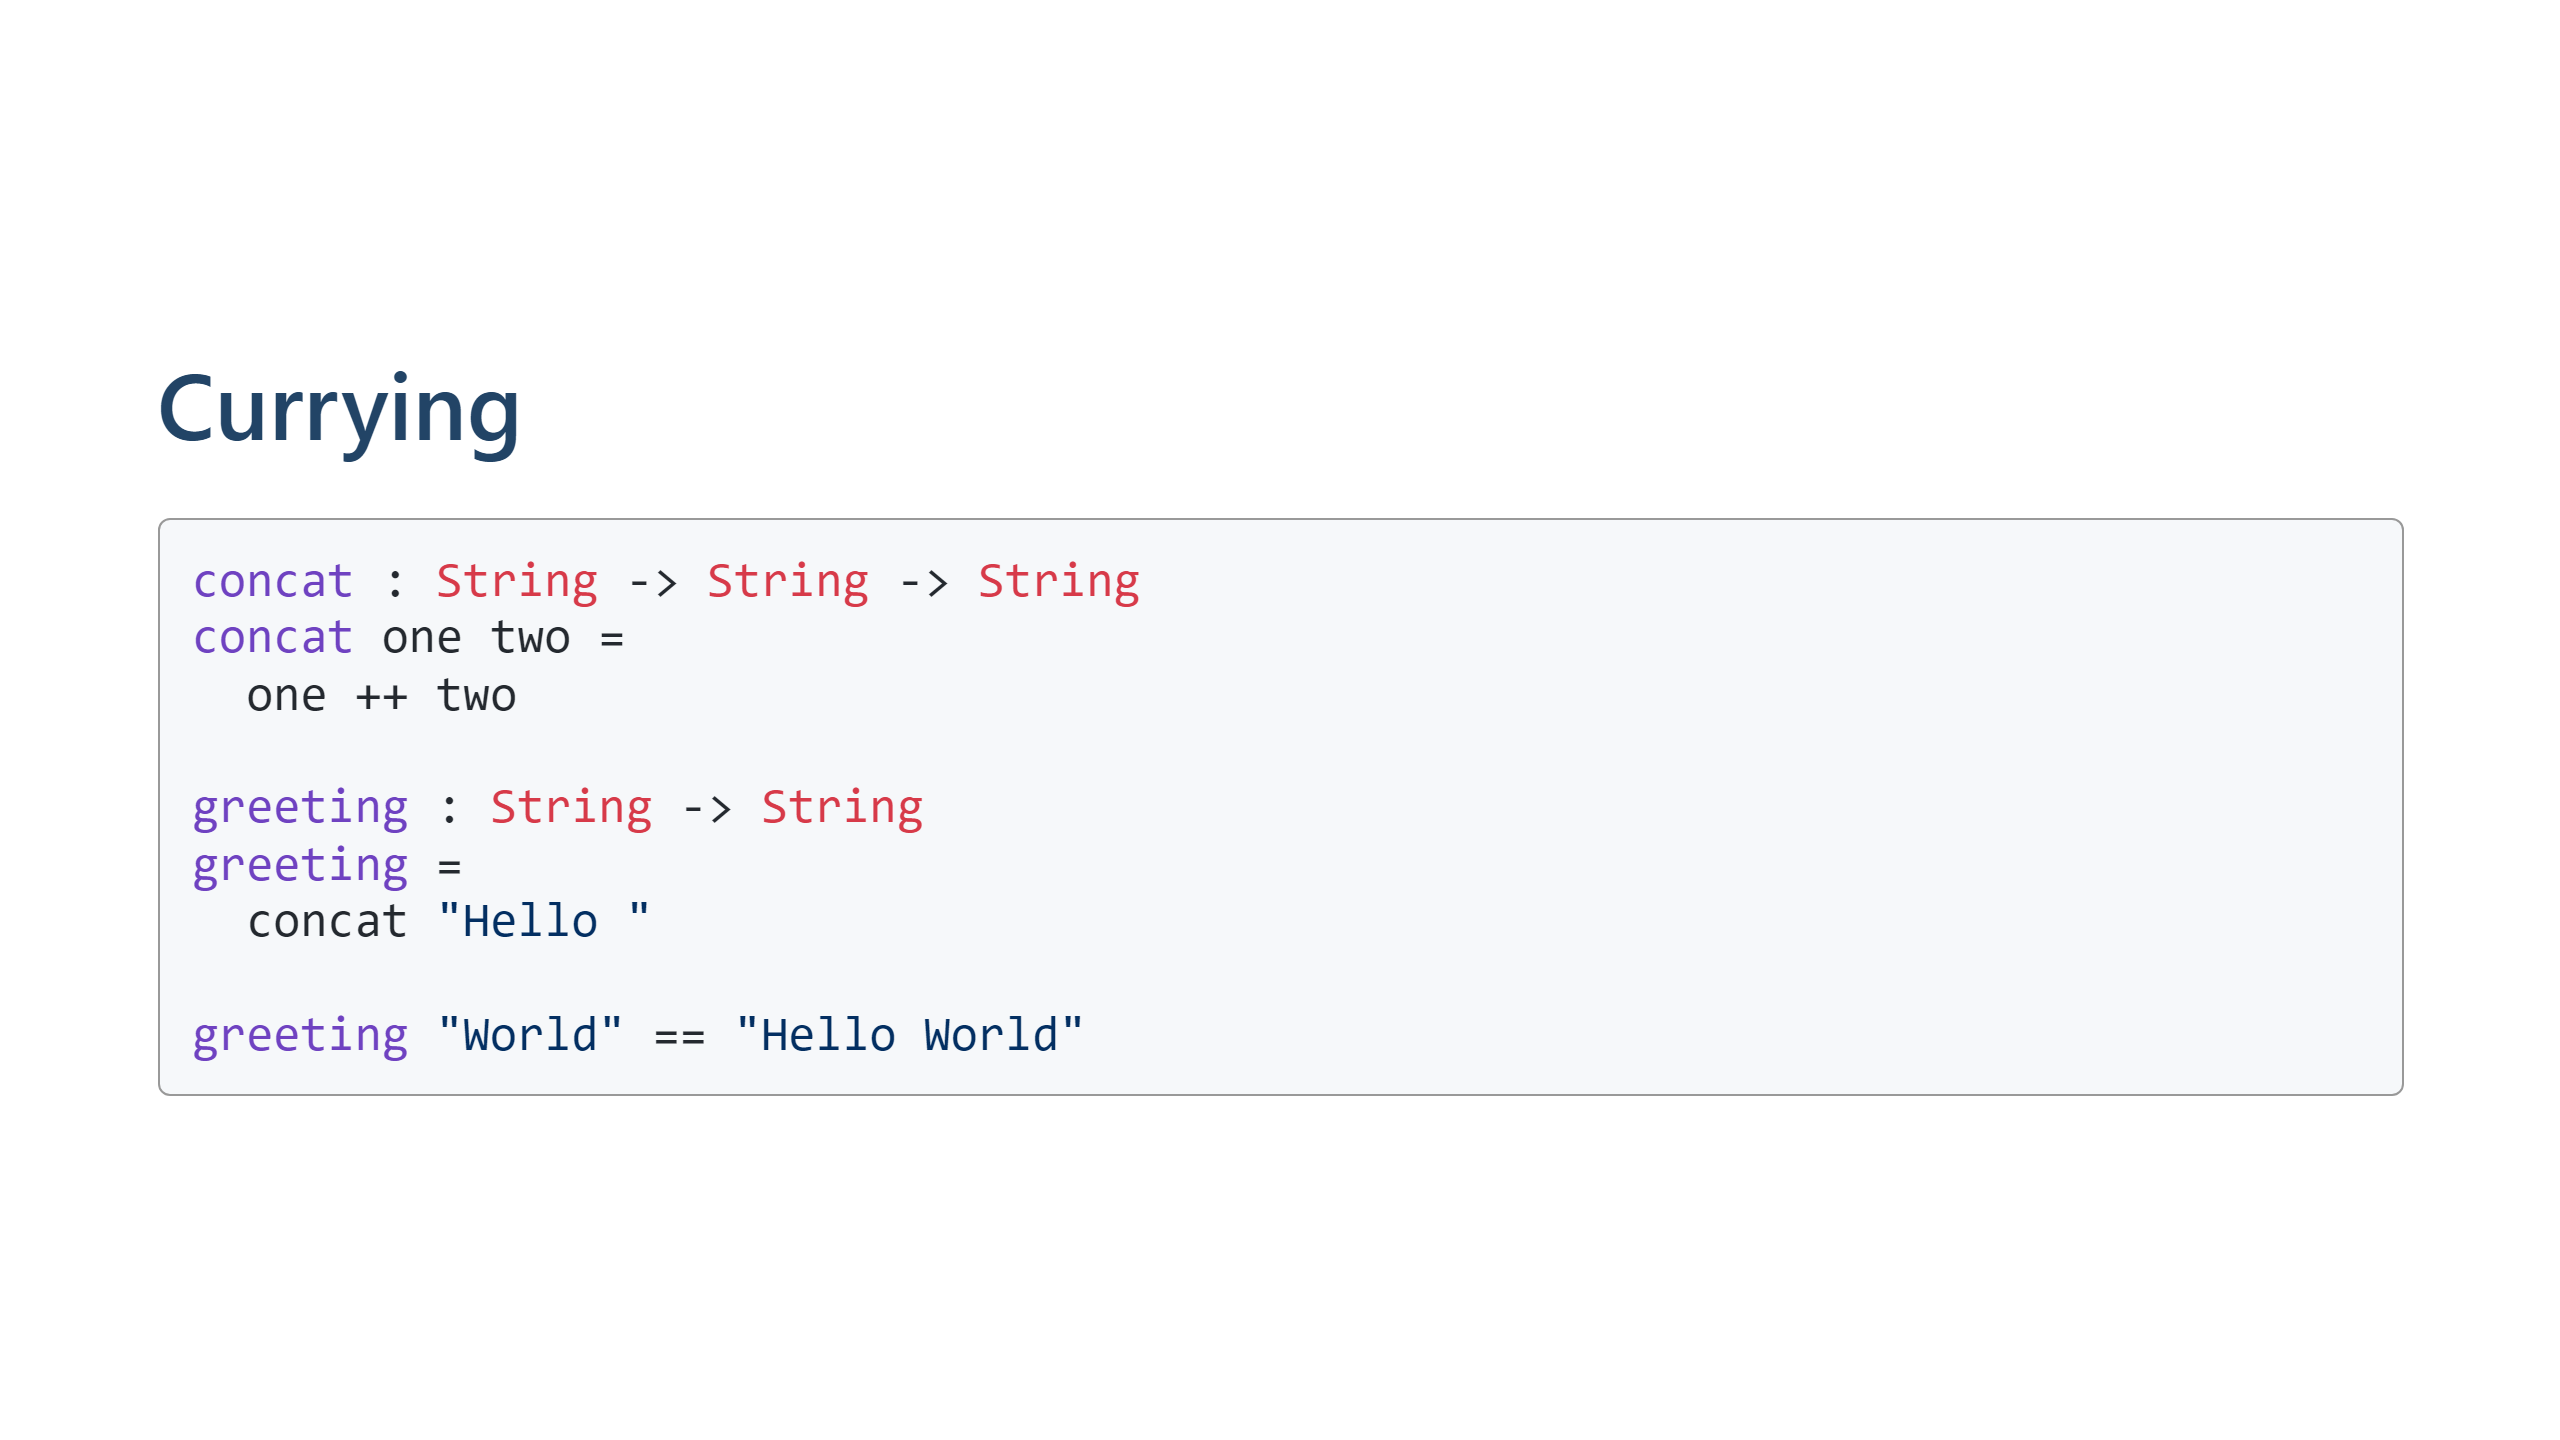 Currying
concat : String -> String -> String
concat one two =
  one ++ two
greeting : String -> String
greeting =
  concat "Hello "
greeting "World" == "Hello World"